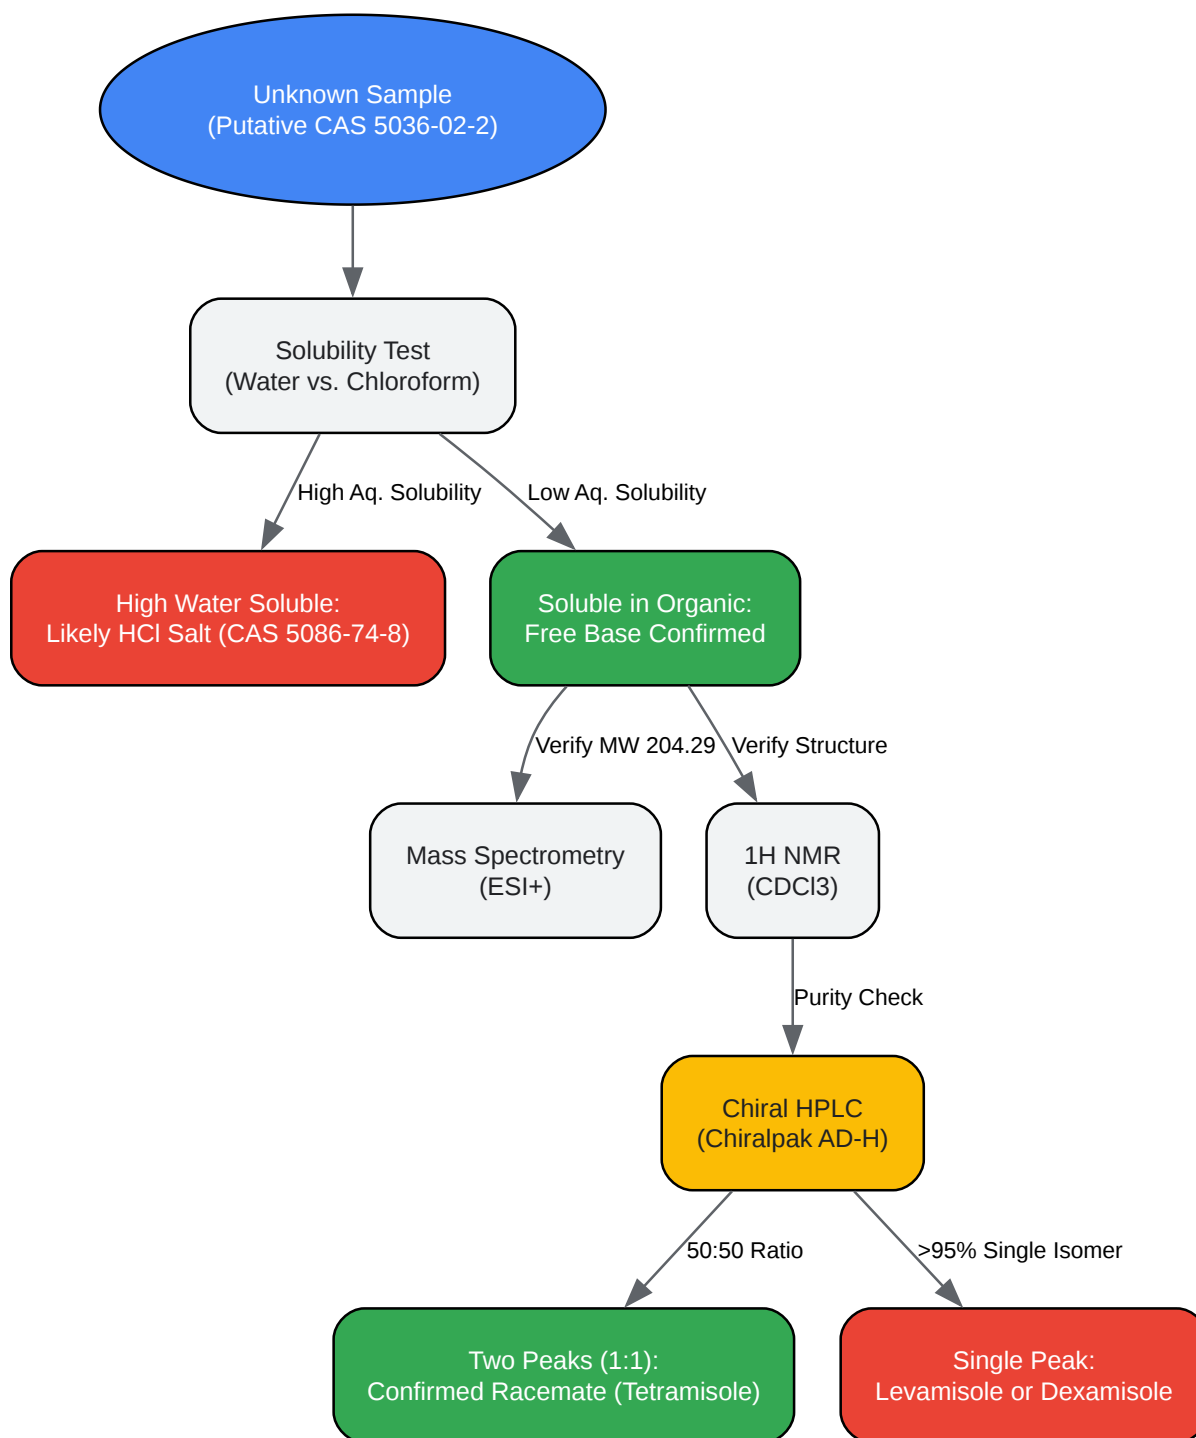 Unknown Sample
(Putative CAS 5036-02-2)
Solubility Test
(Water vs. Chloroform)
High Aq. Solubility
Low Aq. Solubility
High Water Soluble:
Likely HCl Salt (CAS 5086-74-8)
Soluble in Organic:
Free Base Confirmed
Verify MW 204.29
Verify Structure
Mass Spectrometry
(ESI+)
1H NMR
(CDCl3)
Purity Check
Chiral HPLC
(Chiralpak AD-H)
50:50 Ratio
>95% Single Isomer
Two Peaks (1:1):
Confirmed Racemate (Tetramisole)
Single Peak:
Levamisole or Dexamisole